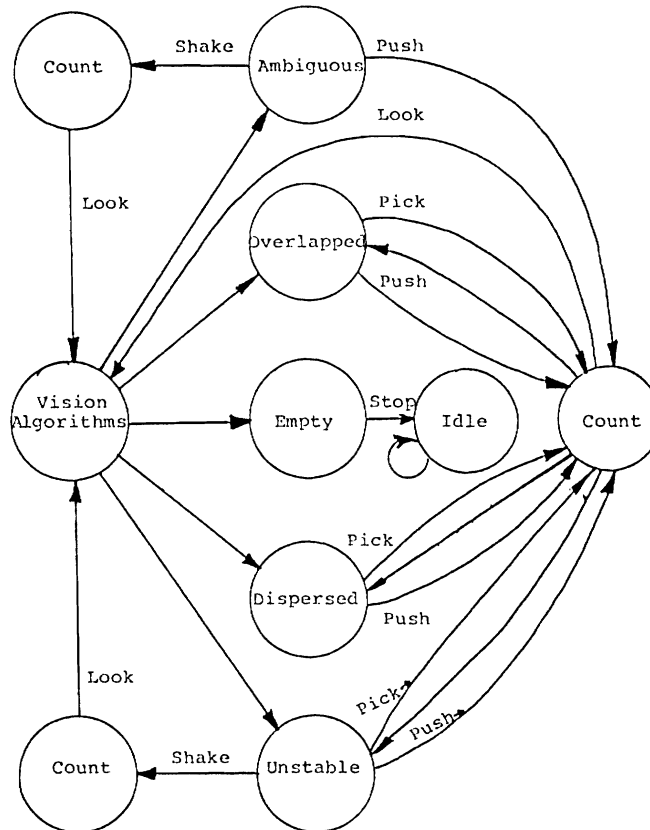 Shake
Push
Count
Ambiguous
Look
Look
Pick
Overlapped
Push
Vision
Algorithms
Stop
Empty
Idle
Count
Pick
Dispersed
Push
Look
Pick
Push
Shake
Count
Unstable